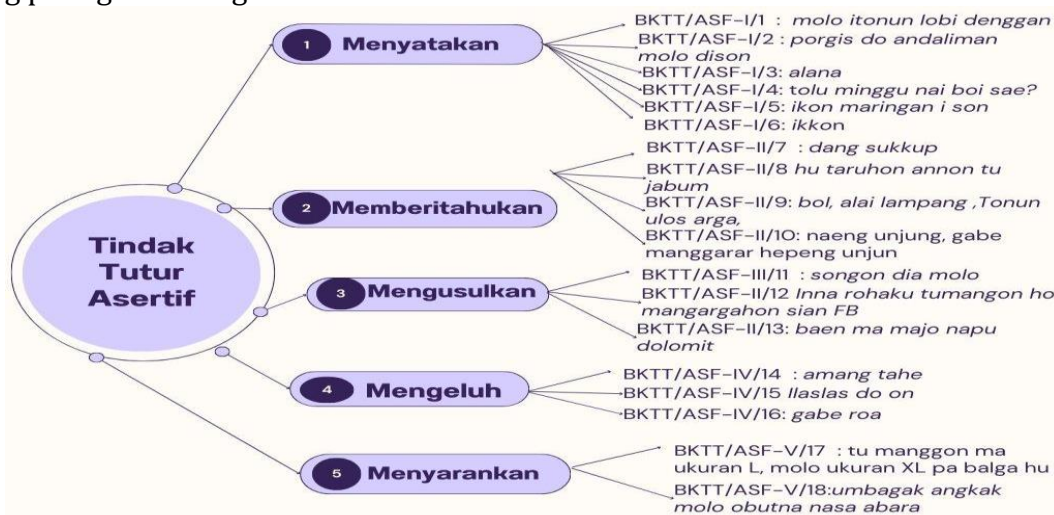 1 Menyatakan
BKTT/ASF-I/1 : molo itonun lobi denggan
BKTT/ASF-I/2 : porgis do andaliman
molo dison
BKTT/ASF-I/3: alana
BKTT/ASF-I/4: tolu minggu nai boi sae?
BKTT/ASF-I/5: ikon maringan i son
BKTT/ASF-I/6: ikkon
2 Memberitahukan
BKTT/ASF-II/7 : dang sukkup
BKTT/ASF-II/8 hu taruhon annon tu
jabum
BKTT/ASF-II/9: bol, alai lampang ,Tonun
ulos arga,
BKTT/ASF-II/10: naeng unjung, gabe
manggarar hepeng unjun
Tindak
Tutur
Asertif
3 Mengusulkan
BKTT/ASF-III/11 : songon dia molo
BKTT/ASF-II/12 Inna rohaku tumangon ho
mangargahon sian FB
BKTT/ASF-II/13: baen ma majo napu
dolomit
4 Mengeluh
BKTT/ASF-IV/14 : amang tahe
BKTT/ASF-IV/15 Ilaslas do on
BKTT/ASF-IV/16: gabe roa
5 Menyarankan
BKTT/ASF-V/17 : tu manggon ma
ukuran L, molo ukuran XL pa balga hu
BKTT/ASF-V/18:umbagak angkak
molo obutna nasa abara